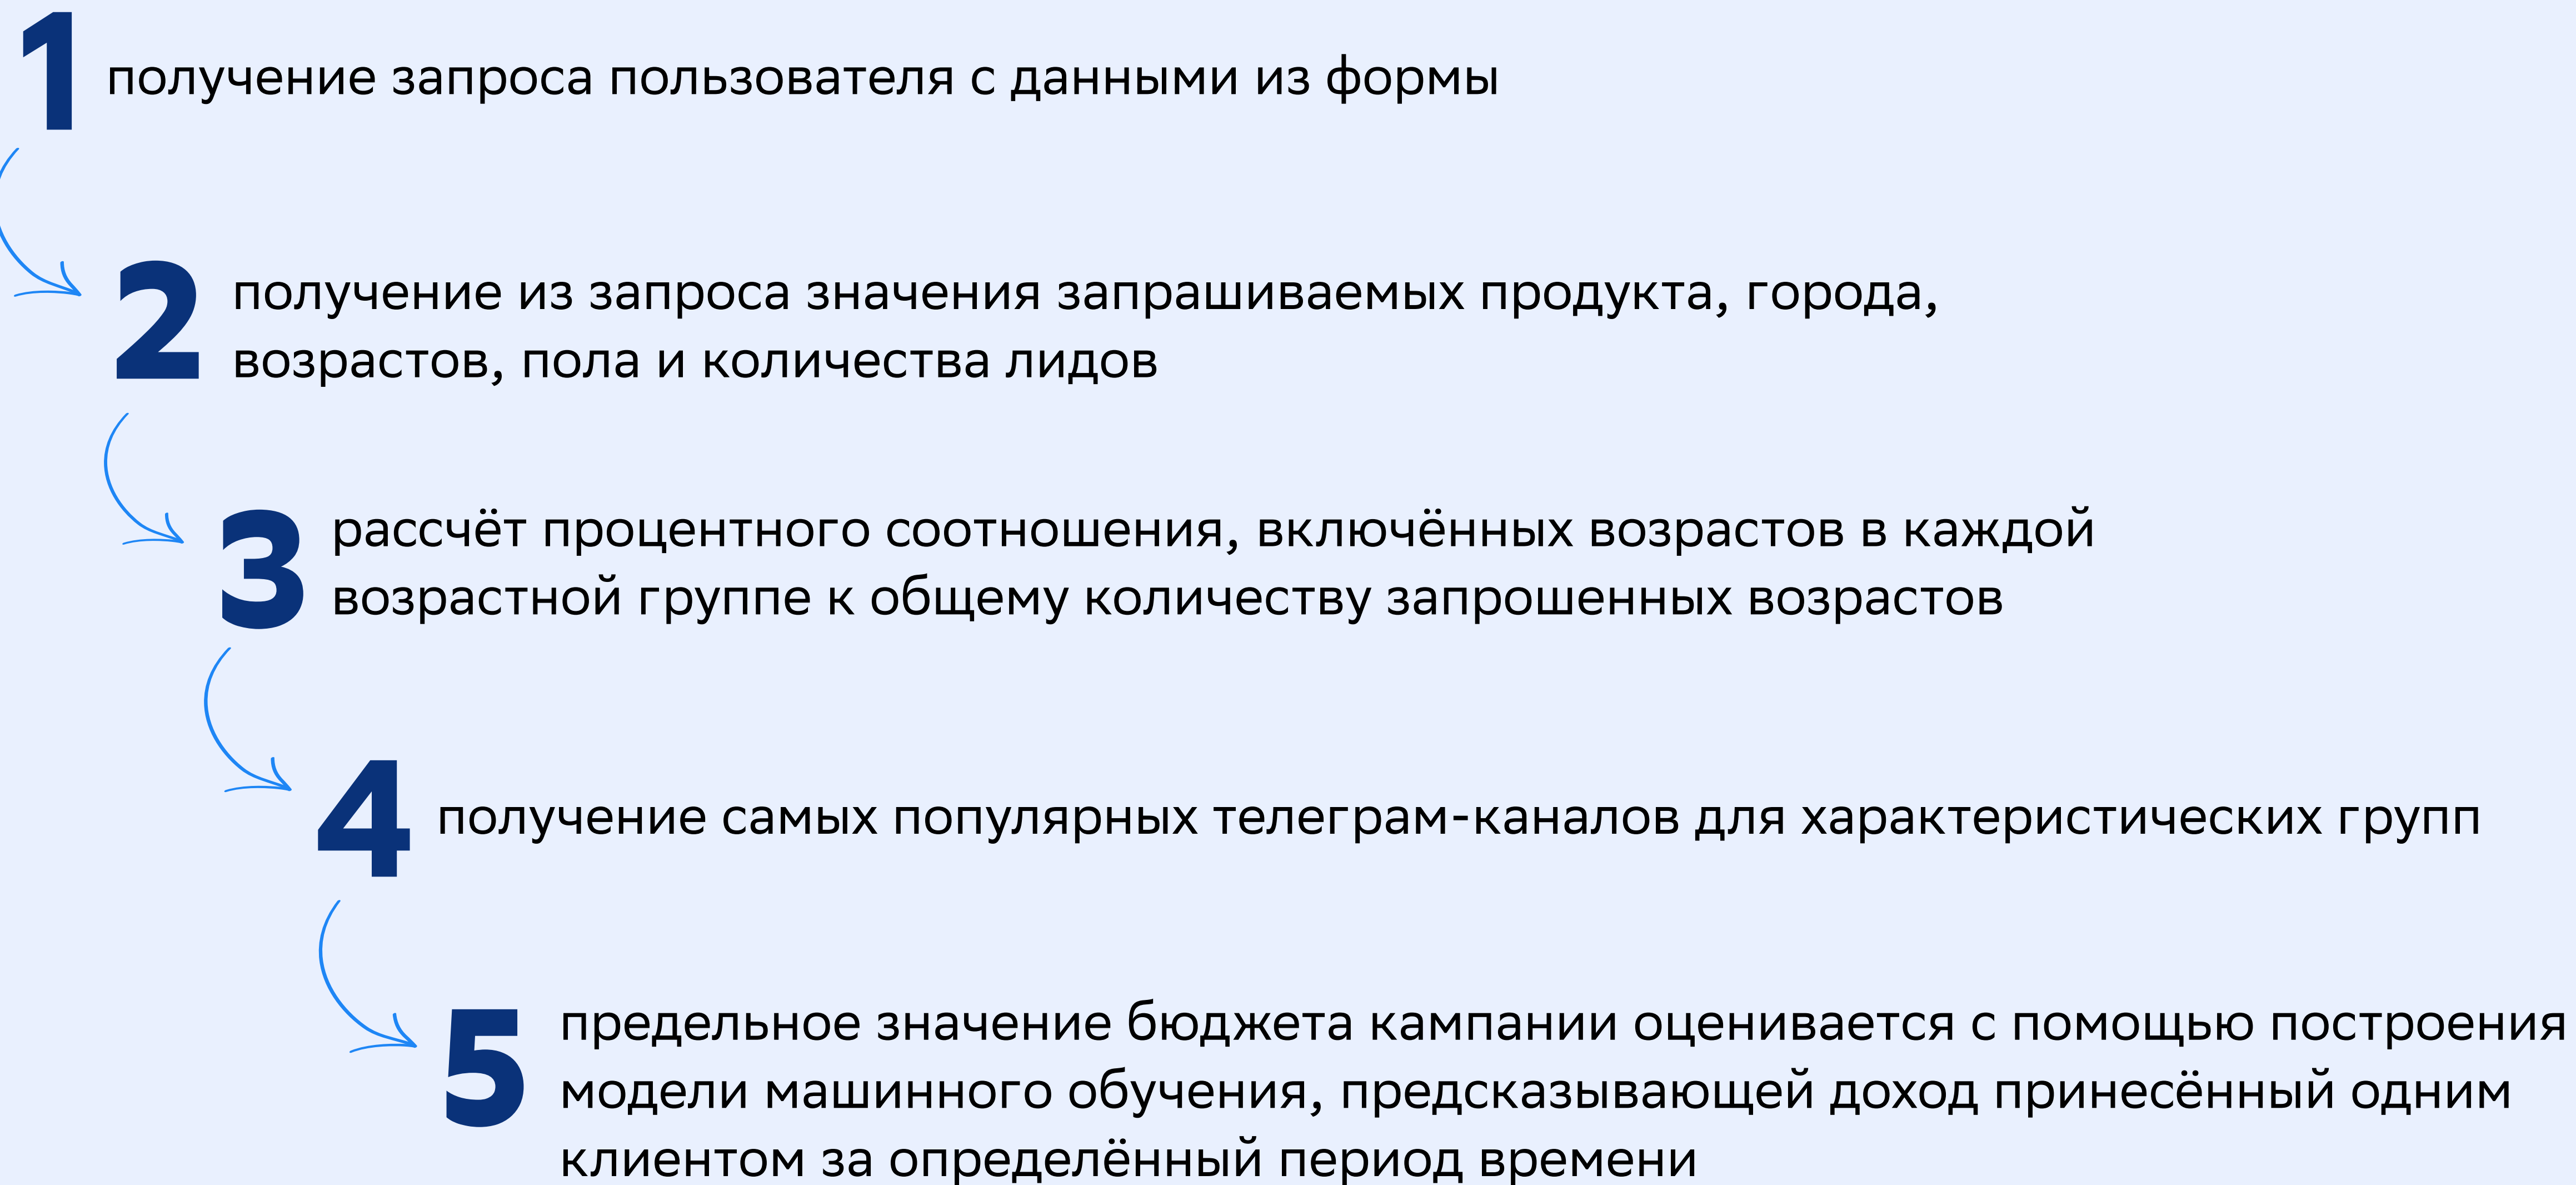 1 получение запроса пользователя с данными из формы
2 получение из запроса значения запрашиваемых продукта, города,
возрастов, пола и количества лидов
3 рассчёт процентного соотношения, включённых возрастов в каждой
возрастной группе к общему количеству запрошенных возрастов
4 получение самых популярных телеграм-каналов для характеристических групп
5 предельное значение бюджета кампании оценивается с помощью построения
модели машинного обучения, предсказывающей доход принесённый одним
клиентом за определённый период времени